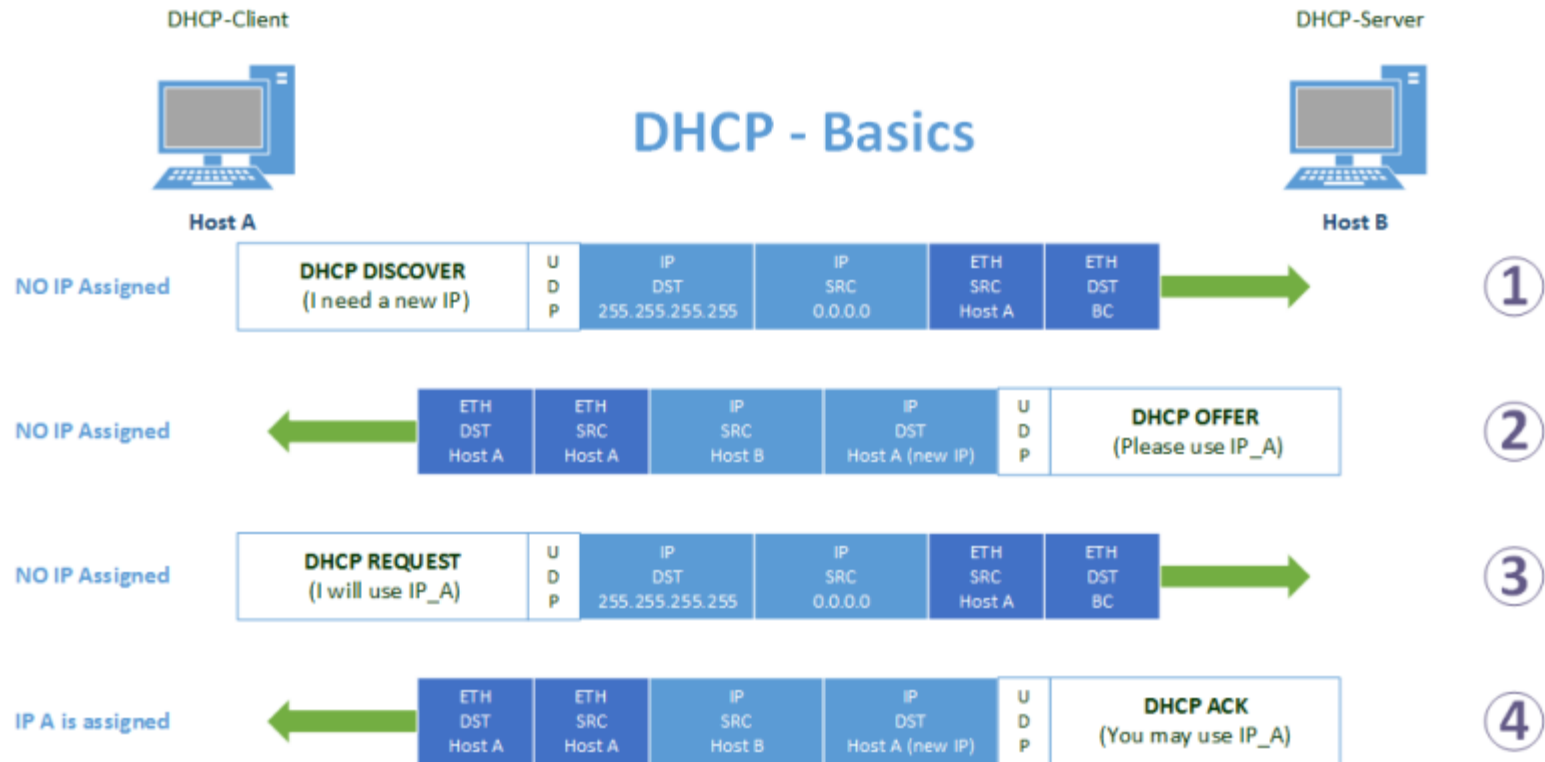 DHCP-Client
DHCP-Server
DHCP - Basics
Host A
Host B
NO IP Assigned
DHCP DISCOVER
(I need a new IP)
U
D
P
IP
DST
255.255.255.255
IP
SRC
0.0.0.0
ETH
SRC
Host A
ETH
DST
BC
1
NO IP Assigned
ETH
DST
Host A
ETH
SRC
Host A
IP
SRC
Host B
IP
DST
Host A (new IP)
U
D
P
DHCP OFFER
(Please use IP_A)
2
NO IP Assigned
DHCP REQUEST
(I will use IP_A)
U
D
P
IP
DST
255.255.255.255
IP
SRC
0.0.0.0
ETH
SRC
Host A
ETH
DST
BC
3
IP A is assigned
ETH
DST
Host A
ETH
SRC
Host A
IP
SRC
Host B
IP
DST
Host A (new IP)
U
D
P
DHCP ACK
(You may use IP_A)
4